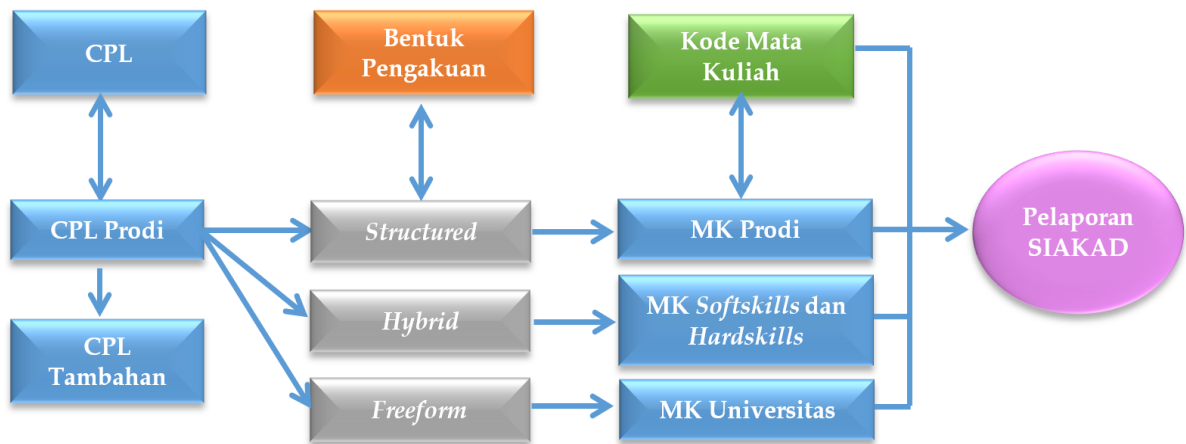 CPL
Bentuk
Pengakuan
Kode Mata
Kuliah
CPL Prodi
Structured
MK Prodi
Pelaporan
SIAKAD
Hybrid
MK Softskills dan
Hardskills
CPL
Tambahan
Freeform
MK Universitas